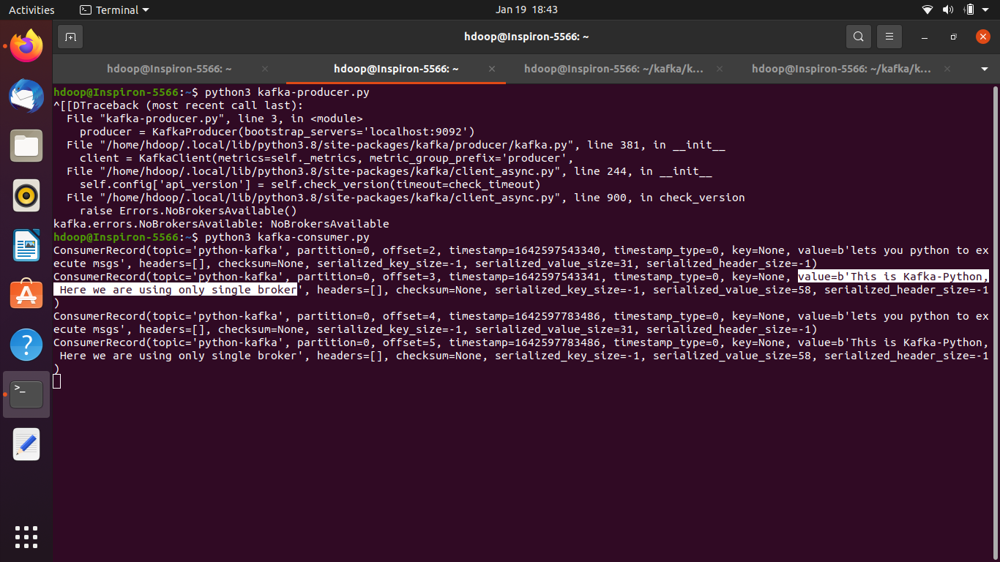 Activities
Terminal
Jan 19 18:43
hdoop@Inspiron-5566: ~
hdoop@Inspiron-5566: ~
hdoop@Inspiron-5566: ~
hdoop@Inspiron-5566: ~/kafka/k...
hdoop@Inspiron-5566: ~/kafka/k...
hdoop@Inspiron-5566:~$ python3 kafka-producer.py
^[[DTraceback (most recent call last):
  File "kafka-producer.py", line 3, in <module>
    producer = KafkaProducer(bootstrap_servers='localhost:9092')
  File "/home/hdoop/.local/lib/python3.8/site-packages/kafka/producer/kafka.py", line 381, in __init__
    client = KafkaClient(metrics=self._metrics, metric_group_prefix='producer',
  File "/home/hdoop/.local/lib/python3.8/site-packages/kafka/client_async.py", line 244, in __init__
    self.config['api_version'] = self.check_version(timeout=check_timeout)
  File "/home/hdoop/.local/lib/python3.8/site-packages/kafka/client_async.py", line 900, in check_version
    raise Errors.NoBrokersAvailable()
kafka.errors.NoBrokersAvailable: NoBrokersAvailable
hdoop@Inspiron-5566:~$ python3 kafka-consumer.py
ConsumerRecord(topic='python-kafka', partition=0, offset=2, timestamp=1642597543340, timestamp_type=0, key=None, value=b'lets you python to ex
ecute msgs', headers=[], checksum=None, serialized_key_size=-1, serialized_value_size=31, serialized_header_size=-1)
ConsumerRecord(topic='python-kafka', partition=0, offset=3, timestamp=1642597543341, timestamp_type=0, key=None, value=b'This is Kafka-Python,
 Here we are using only single broker', headers=[], checksum=None, serialized_key_size=-1, serialized_value_size=58, serialized_header_size=-1
)
ConsumerRecord(topic='python-kafka', partition=0, offset=4, timestamp=1642597783486, timestamp_type=0, key=None, value=b'lets you python to ex
ecute msgs', headers=[], checksum=None, serialized_key_size=-1, serialized_value_size=31, serialized_header_size=-1)
ConsumerRecord(topic='python-kafka', partition=0, offset=5, timestamp=1642597783486, timestamp_type=0, key=None, value=b'This is Kafka-Python,
 Here we are using only single broker', headers=[], checksum=None, serialized_key_size=-1, serialized_value_size=58, serialized_header_size=-1
)